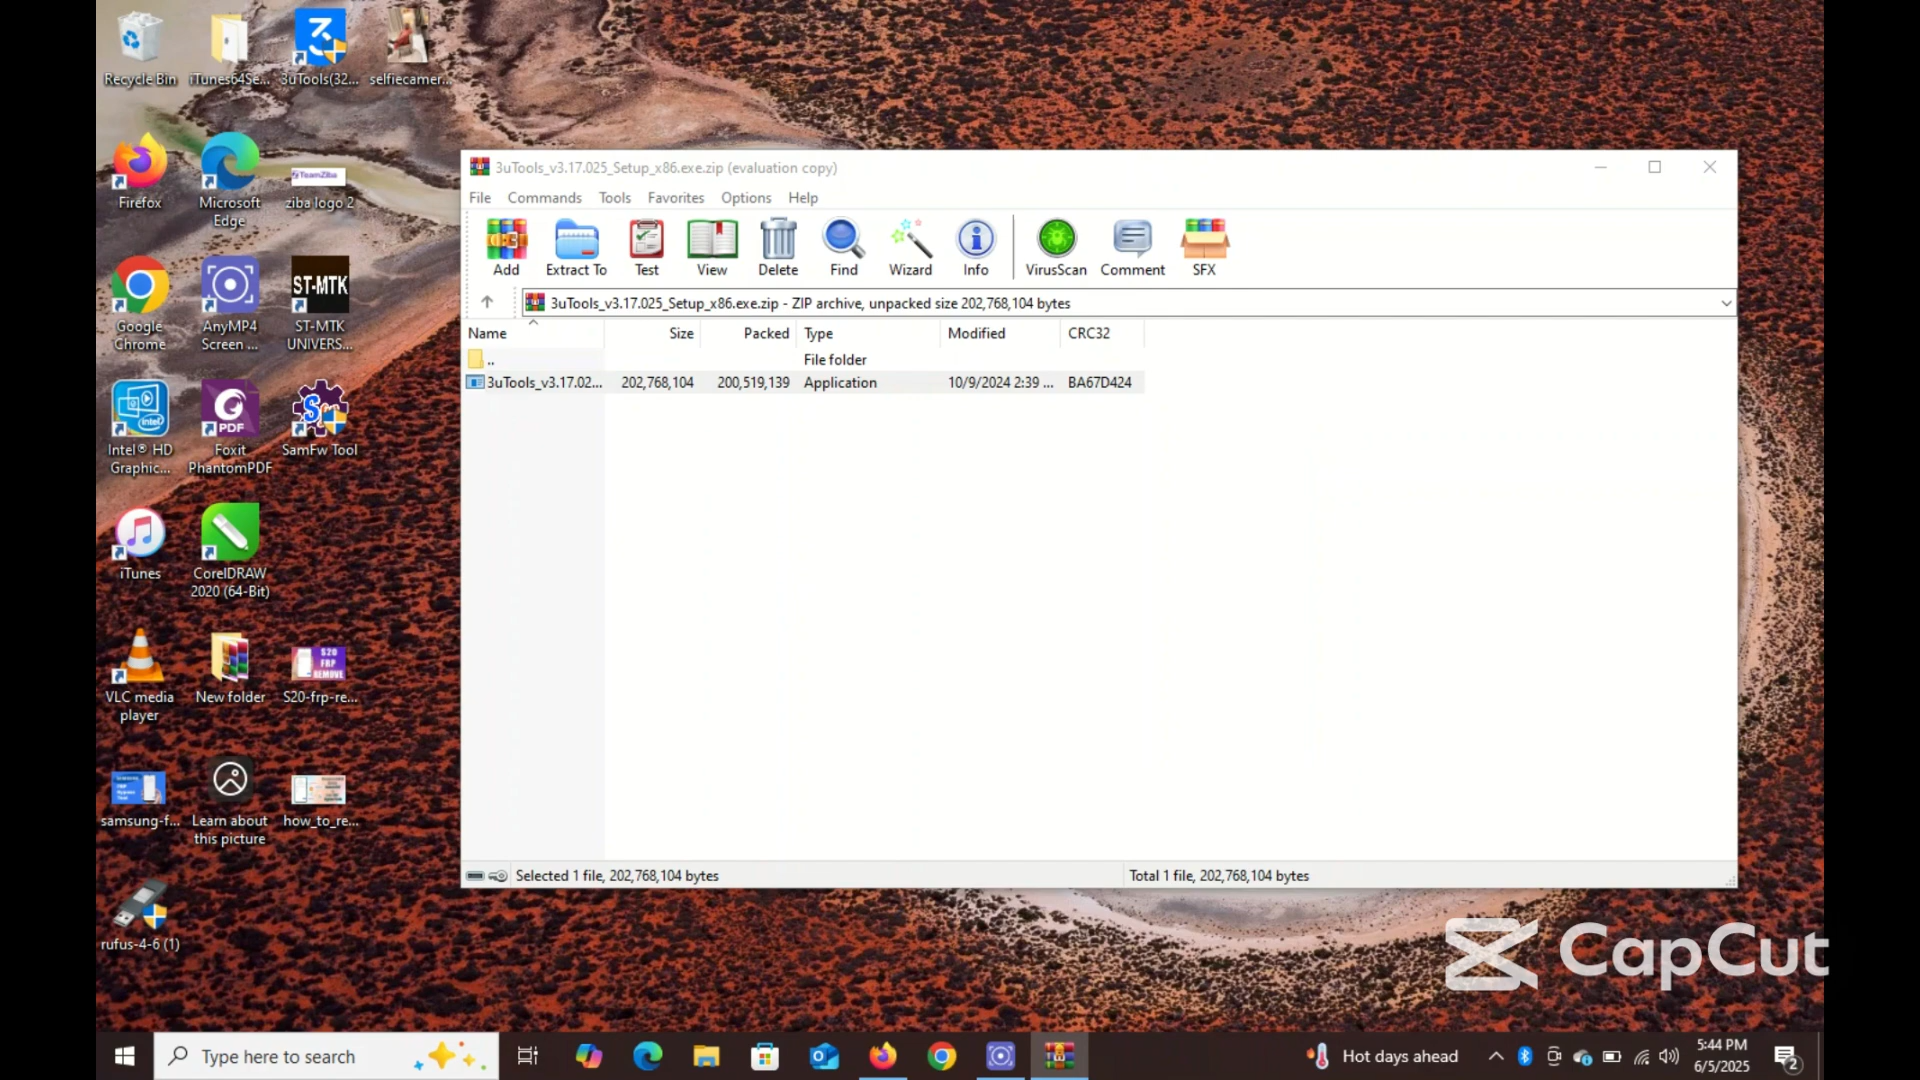 Recycle Bin
iTunes64Se...
3uTools(32...
selfiecamer...
Firefox
Microsoft
Edge
TeamZiba
ziba logo 2
Google
Chrome
AnyMP4
Screen ...
ST-MTK
ST-MTK
UNIVERS...
Intel
Intel® HD
Graphic...
PDF
Foxit
PhantomPDF
SamFw Tool
iTunes
CorelDRAW
2020 (64-Bit)
VLC media
player
New folder
S20
FRP
REMOVE
S20-frp-re...
samsung-f...
Learn about
this picture
how_to_re...
rufus-4-6 (1)
3uTools_v3.17.025_Setup_x86.exe.zip (evaluation copy)
File Commands Tools Favorites Options Help
Add Extract To Test View Delete Find Wizard Info VirusScan Comment SFX
3uTools_v3.17.025_Setup_x86.exe.zip - ZIP archive, unpacked size 202,768,104 bytes
Name Size Packed Type Modified CRC32
.. File folder
3uTools_v3.17.02... 202,768,104 200,519,139 Application 10/9/2024 2:39 ... BA67D424
Selected 1 file, 202,768,104 bytes Total 1 file, 202,768,104 bytes
CapCut
Type here to search
Hot days ahead
5:44 PM
6/5/2025
2